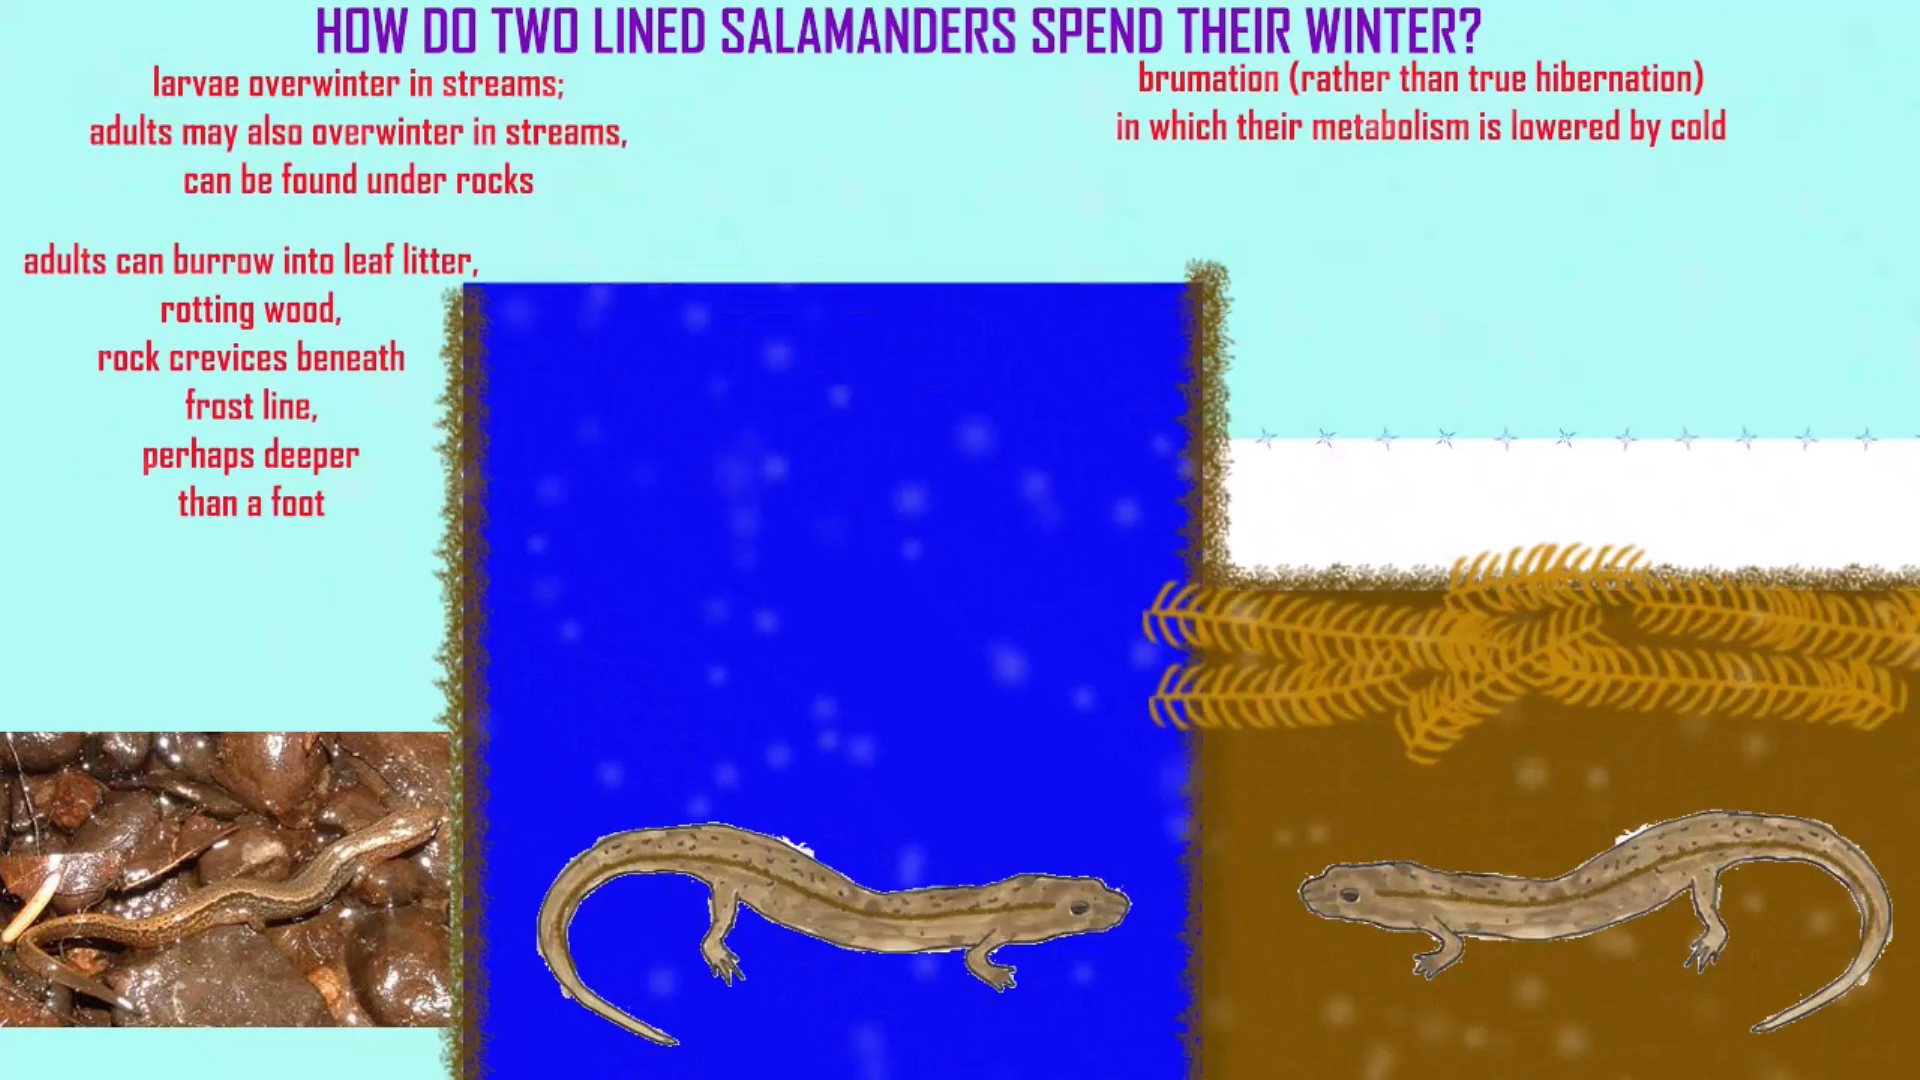 HOW DO TWO LINED SALAMANDERS SPEND THEIR WINTER?
larvae overwinter in streams;
adults may also overwinter in streams,
can be found under rocks
adults can burrow into leaf litter,
rotting wood,
rock crevices beneath
frost line,
perhaps deeper
than a foot
brumation (rather than true hibernation)
in which their metabolism is lowered by cold